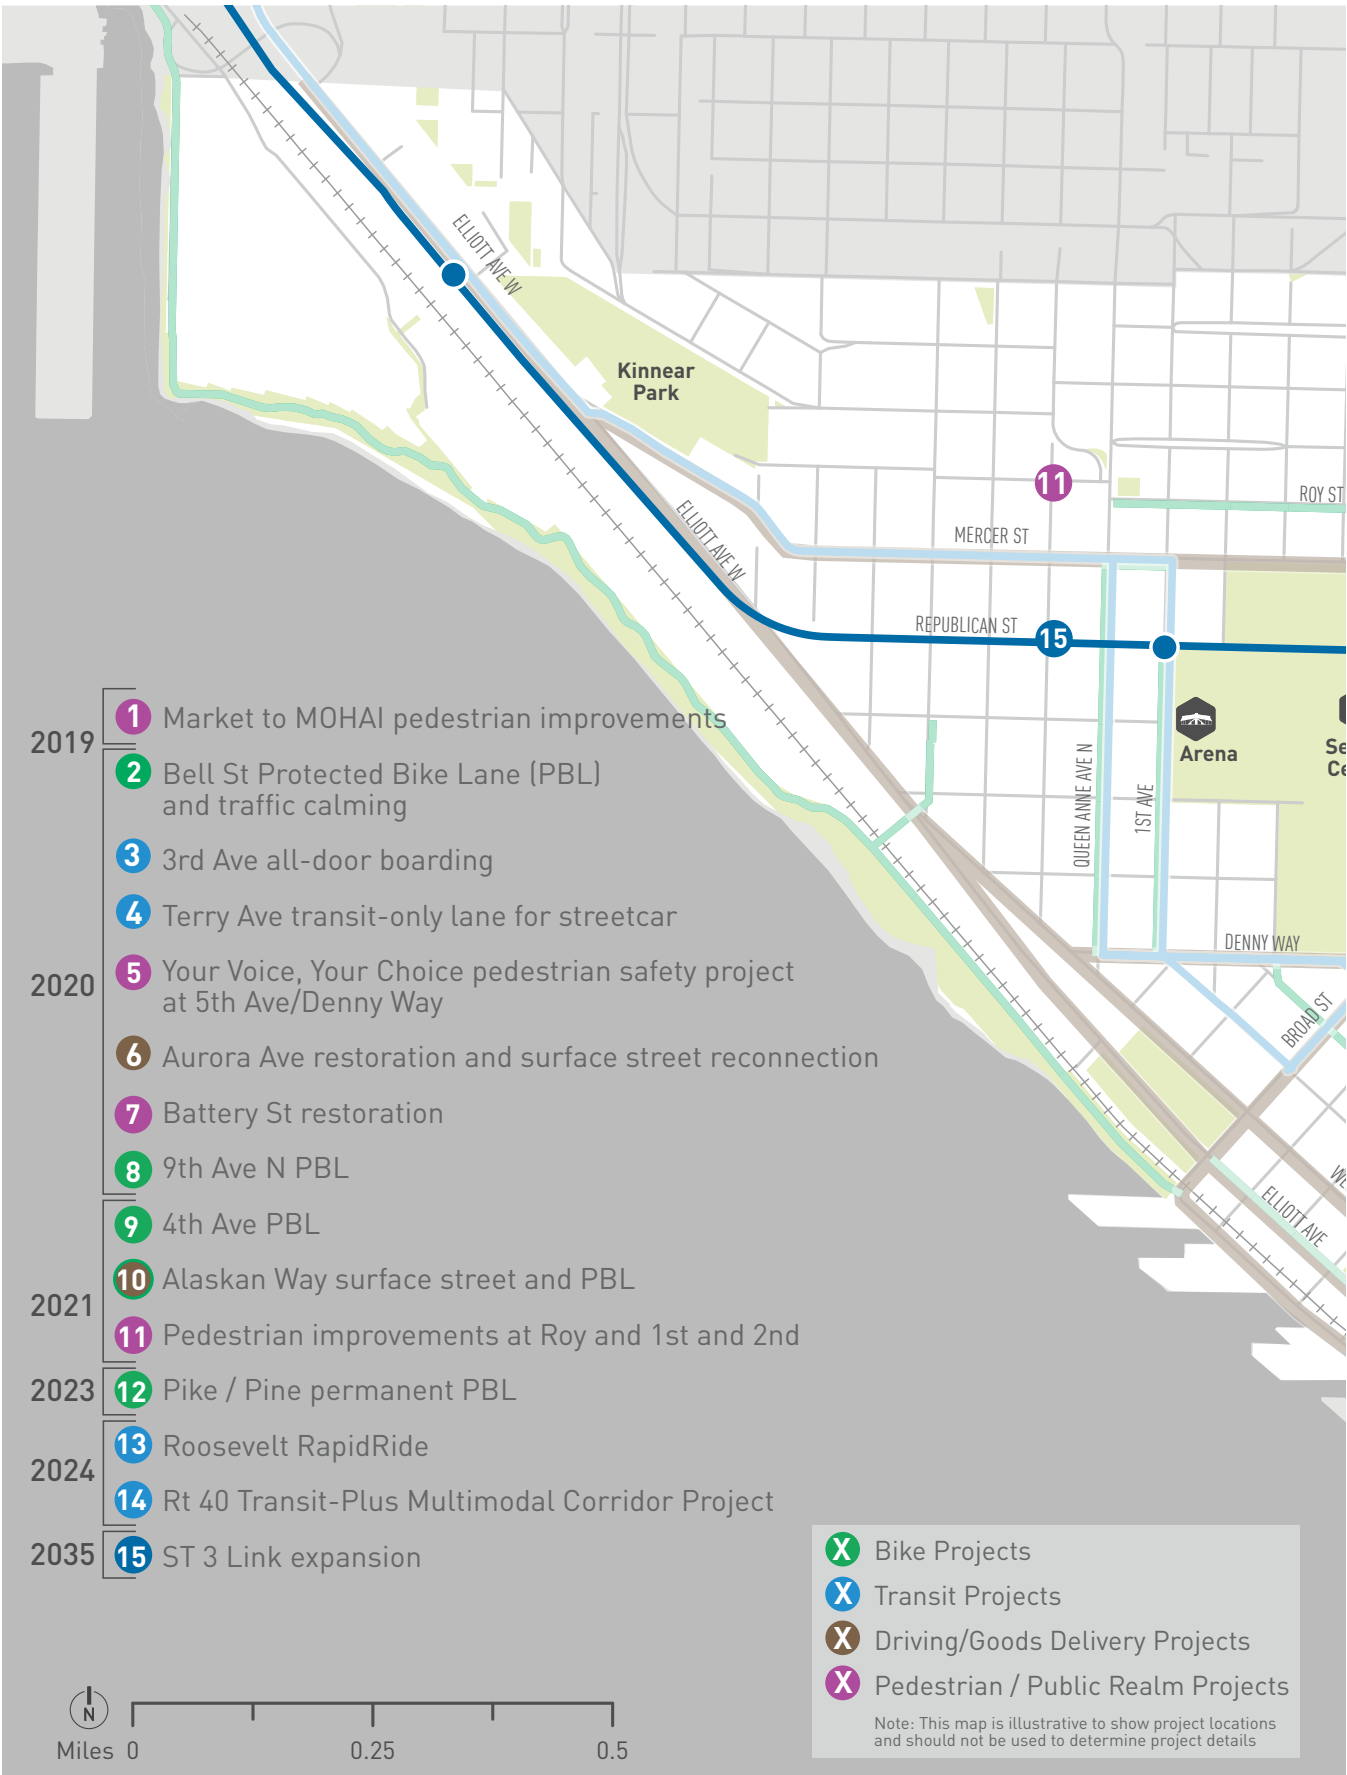 ELLIOTT AVE W
Kinnear
Park
11
ROY ST
ELLIOTT AVE W
MERCER ST
REPUBLICAN ST
15
Arena
Se
Ce
QUEEN ANNE AVE N
1ST AVE
DENNY WAY
BROAD ST
WE
ELLIOTT AVE
2019
1 Market to MOHAI pedestrian improvements
2020
2 Bell St Protected Bike Lane (PBL)
and traffic calming
3 3rd Ave all-door boarding
4 Terry Ave transit-only lane for streetcar
5 Your Voice, Your Choice pedestrian safety project
at 5th Ave/Denny Way
6 Aurora Ave restoration and surface street reconnection
7 Battery St restoration
8 9th Ave N PBL
2021
9 4th Ave PBL
10 Alaskan Way surface street and PBL
11 Pedestrian improvements at Roy and 1st and 2nd
2023
12 Pike / Pine permanent PBL
2024
13 Roosevelt RapidRide
14 Rt 40 Transit-Plus Multimodal Corridor Project
2035
15 ST 3 Link expansion
X Bike Projects
X Transit Projects
X Driving/Goods Delivery Projects
X Pedestrian / Public Realm Projects
Note: This map is illustrative to show project locations
and should not be used to determine project details
N
Miles 0 0.25 0.5